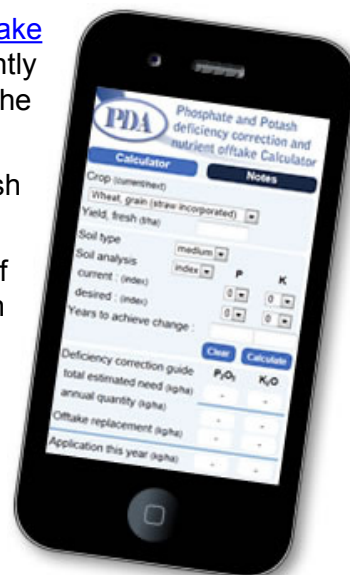 ake
ntly
he
sh
f
n
PDA
Phosphate and Potash
deficiency correction and
nutrient offtake Calculator
Calculator Notes
Crop (current/next)
Wheat, grain (straw incorporated)
Yield, fresh (t/ha)
Soil type medium
Soil analysis index P K
current : (index) 0 0
desired : (index) 0 0
Years to achieve change :
Clear Calculate
Deficiency correction guide P₂O₅ K₂O
total estimated need (kg/ha) - -
annual quantity (kg/ha) - -
Offtake replacement (kg/ha) - -
Application this year (kg/ha) - -